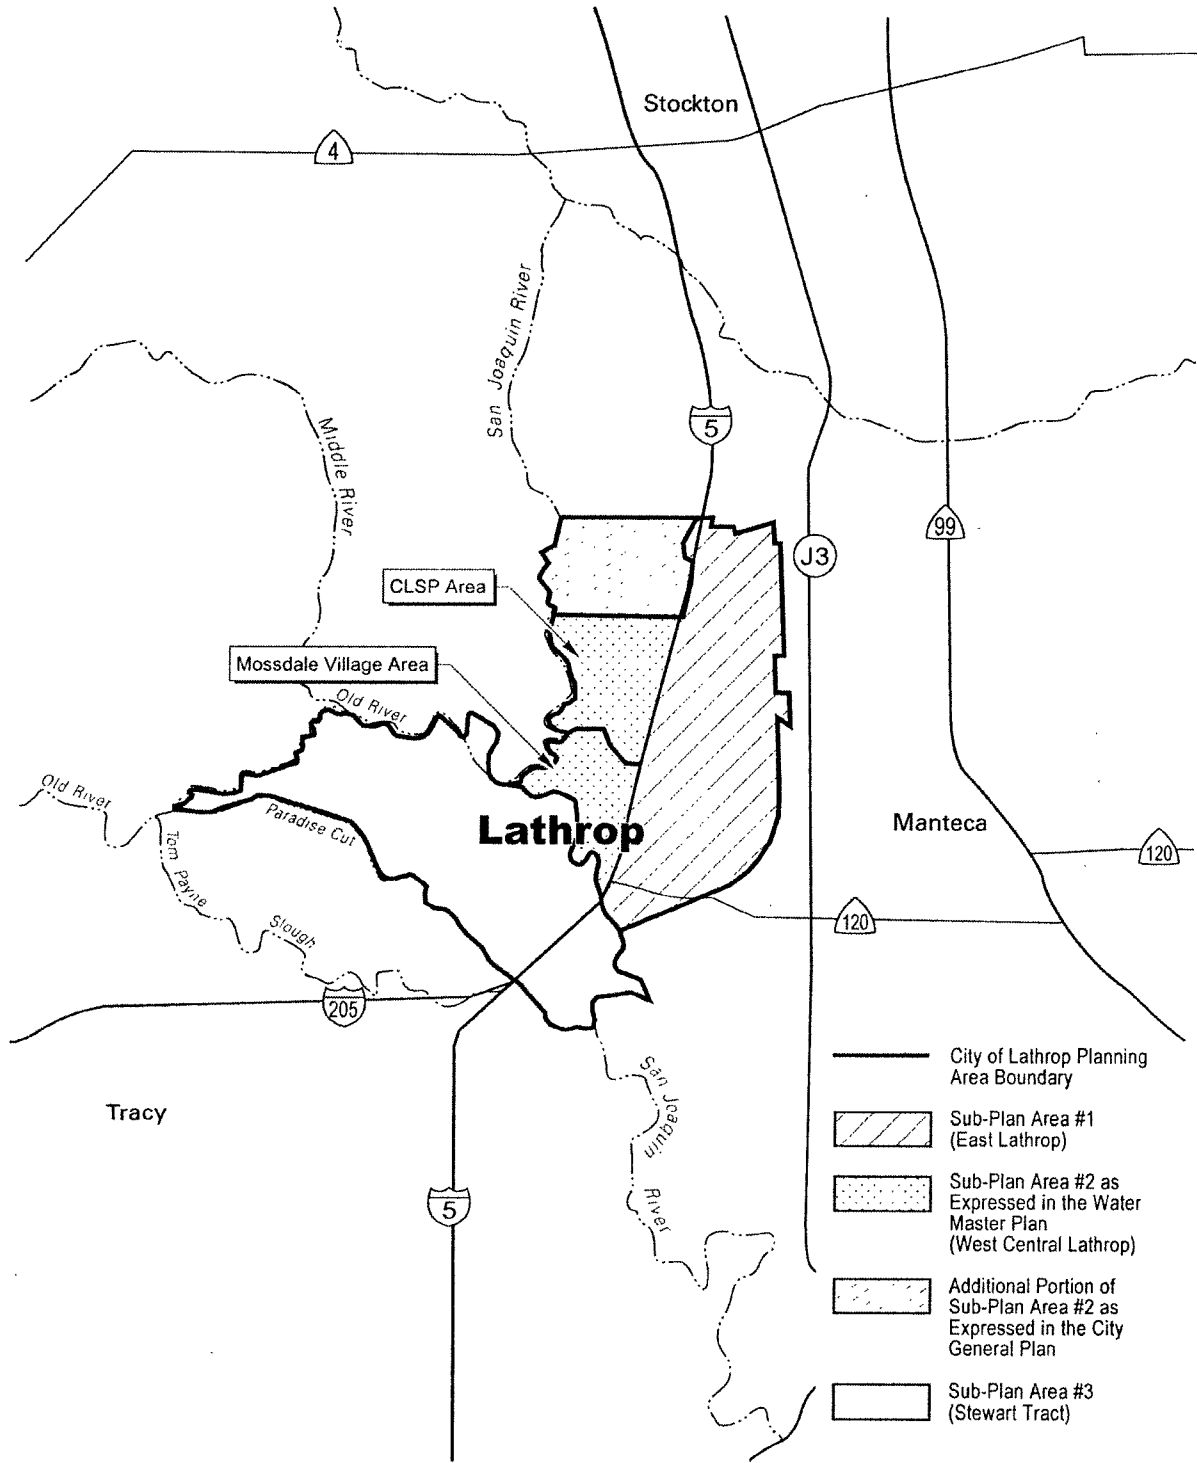 Stockton
4
San Joaquin River
Middle River
5
99
J3
CLSP Area
Mossdale Village Area
Old River
Old River
Paradise Cut
Lathrop
Manteca
120
120
Tom Payne
Slough
205
Tracy
San Joaquin
River
5
City of Lathrop Planning
Area Boundary
Sub-Plan Area #1
(East Lathrop)
Sub-Plan Area #2 as
Expressed in the Water
Master Plan
(West Central Lathrop)
Additional Portion of
Sub-Plan Area #2 as
Expressed in the City
General Plan
Sub-Plan Area #3
(Stewart Tract)